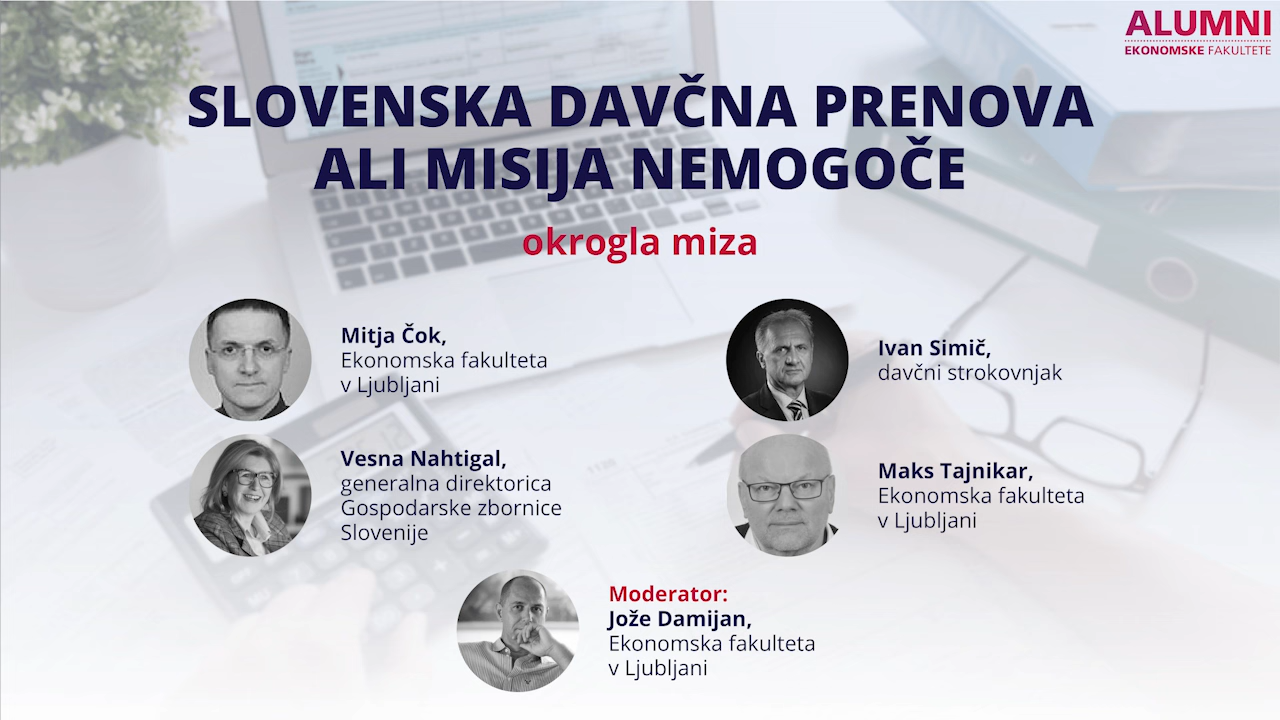 ALUMNI
EKONOMSKE FAKULTETE
SLOVENSKA DAVČNA PRENOVA
ALI MISIJA NEMOGOČE
okrogla miza
Mitja Čok,
Ekonomska fakulteta
v Ljubljani
Ivan Simič,
davčni strokovnjak
Vesna Nahtigal,
generalna direktorica
Gospodarske zbornice
Slovenije
Maks Tajnikar,
Ekonomska fakulteta
v Ljubljani
Moderator:
Jože Damijan,
Ekonomska fakulteta
v Ljubljani